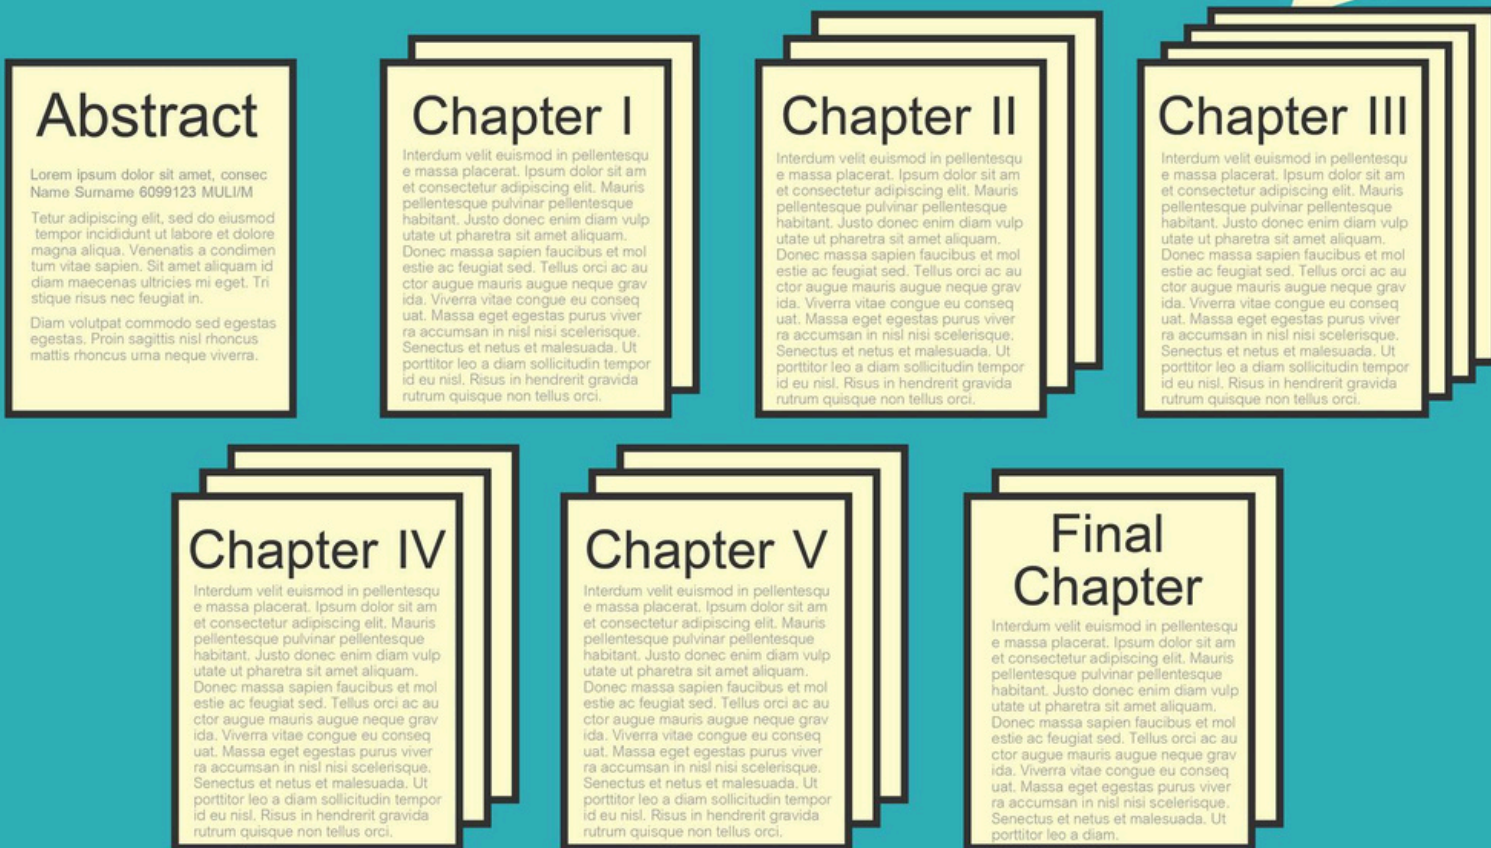 Abstract
Lorem ipsum dolor sit amet, consec
Name Surname 6099123 MULI/M
Tetur adipiscing elit, sed do eiusmod
tempor incididunt ut labore et dolore
magna aliqua. Venenatis a condimen
tum vitae sapien. Sit amet aliquam id
diam maecenas ultricies mi eget. Tri
stique risus nec feugiat in.
Diam volutpat commodo sed egestas
egestas. Proin sagittis nisl rhoncus
mattis rhoncus urna neque viverra.
Chapter I
Interdum velit euismod in pellentesqu
e massa placerat. Ipsum dolor sit am
et consectetur adipiscing elit. Mauris
pellentesque pulvinar pellentesque
habitant. Justo donec enim diam vulp
utate ut pharetra sit amet aliquam.
Donec massa sapien faucibus et mol
estie ac feugiat sed. Tellus orci ac au
ctor augue mauris augue neque grav
ida. Viverra vitae congue eu conseq
uat. Massa eget egestas purus viver
ra accumsan in nisl nisi scelerisque.
Senectus et netus et malesuada. Ut
porttitor leo a diam sollicitudin tempor
id eu nisl. Risus in hendrerit gravida
rutrum quisque non tellus orci.
Chapter II
Interdum velit euismod in pellentesqu
e massa placerat. Ipsum dolor sit am
et consectetur adipiscing elit. Mauris
pellentesque pulvinar pellentesque
habitant. Justo donec enim diam vulp
utate ut pharetra sit amet aliquam.
Donec massa sapien faucibus et mol
estie ac feugiat sed. Tellus orci ac au
ctor augue mauris augue neque grav
ida. Viverra vitae congue eu conseq
uat. Massa eget egestas purus viver
ra accumsan in nisl nisi scelerisque.
Senectus et netus et malesuada. Ut
porttitor leo a diam sollicitudin tempor
id eu nisl. Risus in hendrerit gravida
rutrum quisque non tellus orci.
Chapter III
Interdum velit euismod in pellentesqu
e massa placerat. Ipsum dolor sit am
et consectetur adipiscing elit. Mauris
pellentesque pulvinar pellentesque
habitant. Justo donec enim diam vulp
utate ut pharetra sit amet aliquam.
Donec massa sapien faucibus et mol
estie ac feugiat sed. Tellus orci ac au
ctor augue mauris augue neque grav
ida. Viverra vitae congue eu conseq
uat. Massa eget egestas purus viver
ra accumsan in nisl nisi scelerisque.
Senectus et netus et malesuada. Ut
porttitor leo a diam sollicitudin tempor
id eu nisl. Risus in hendrerit gravida
rutrum quisque non tellus orci.
Chapter IV
Interdum velit euismod in pellentesqu
e massa placerat. Ipsum dolor sit am
et consectetur adipiscing elit. Mauris
pellentesque pulvinar pellentesque
habitant. Justo donec enim diam vulp
utate ut pharetra sit amet aliquam.
Donec massa sapien faucibus et mol
estie ac feugiat sed. Tellus orci ac au
ctor augue mauris augue neque grav
ida. Viverra vitae congue eu conseq
uat. Massa eget egestas purus viver
ra accumsan in nisl nisi scelerisque.
Senectus et netus et malesuada. Ut
porttitor leo a diam sollicitudin tempor
id eu nisl. Risus in hendrerit gravida
rutrum quisque non tellus orci.
Chapter V
Interdum velit euismod in pellentesqu
e massa placerat. Ipsum dolor sit am
et consectetur adipiscing elit. Mauris
pellentesque pulvinar pellentesque
habitant. Justo donec enim diam vulp
utate ut pharetra sit amet aliquam.
Donec massa sapien faucibus et mol
estie ac feugiat sed. Tellus orci ac au
ctor augue mauris augue neque grav
ida. Viverra vitae congue eu conseq
uat. Massa eget egestas purus viver
ra accumsan in nisl nisi scelerisque.
Senectus et netus et malesuada. Ut
porttitor leo a diam sollicitudin tempor
id eu nisl. Risus in hendrerit gravida
rutrum quisque non tellus orci.
Final
Chapter
Interdum velit euismod in pellentesqu
e massa placerat. Ipsum dolor sit am
et consectetur adipiscing elit. Mauris
pellentesque pulvinar pellentesque
habitant. Justo donec enim diam vulp
utate ut pharetra sit amet aliquam.
Donec massa sapien faucibus et mol
estie ac feugiat sed. Tellus orci ac au
ctor augue mauris augue neque grav
ida. Viverra vitae congue eu conseq
uat. Massa eget egestas purus viver
ra accumsan in nisl nisi scelerisque.
Senectus et netus et malesuada. Ut
porttitor leo a diam.